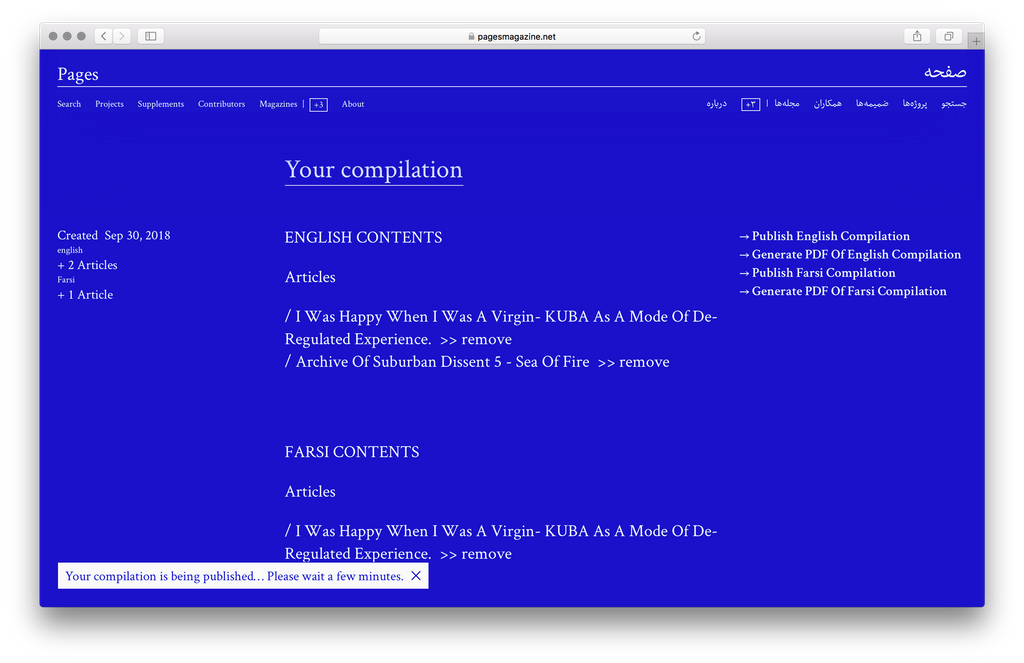 pagesmagazine.net
Pages
صفحه
Search Projects Supplements Contributors Magazines | +3 About
جستجو پروژه‌ها ضمیمه‌ها همکاران مجله‌ها | +۳ درباره
Your compilation
Created Sep 30, 2018
english
+ 2 Articles
Farsi
+ 1 Article
ENGLISH CONTENTS
Articles
/ I Was Happy When I Was A Virgin- KUBA As A Mode Of De-
Regulated Experience. >> remove
/ Archive Of Suburban Dissent 5 - Sea Of Fire >> remove
→ Publish English Compilation
→ Generate PDF Of English Compilation
→ Publish Farsi Compilation
→ Generate PDF Of Farsi Compilation
FARSI CONTENTS
Articles
/ I Was Happy When I Was A Virgin- KUBA As A Mode Of De-
Regulated Experience. >> remove
Your compilation is being published… Please wait a few minutes. ×